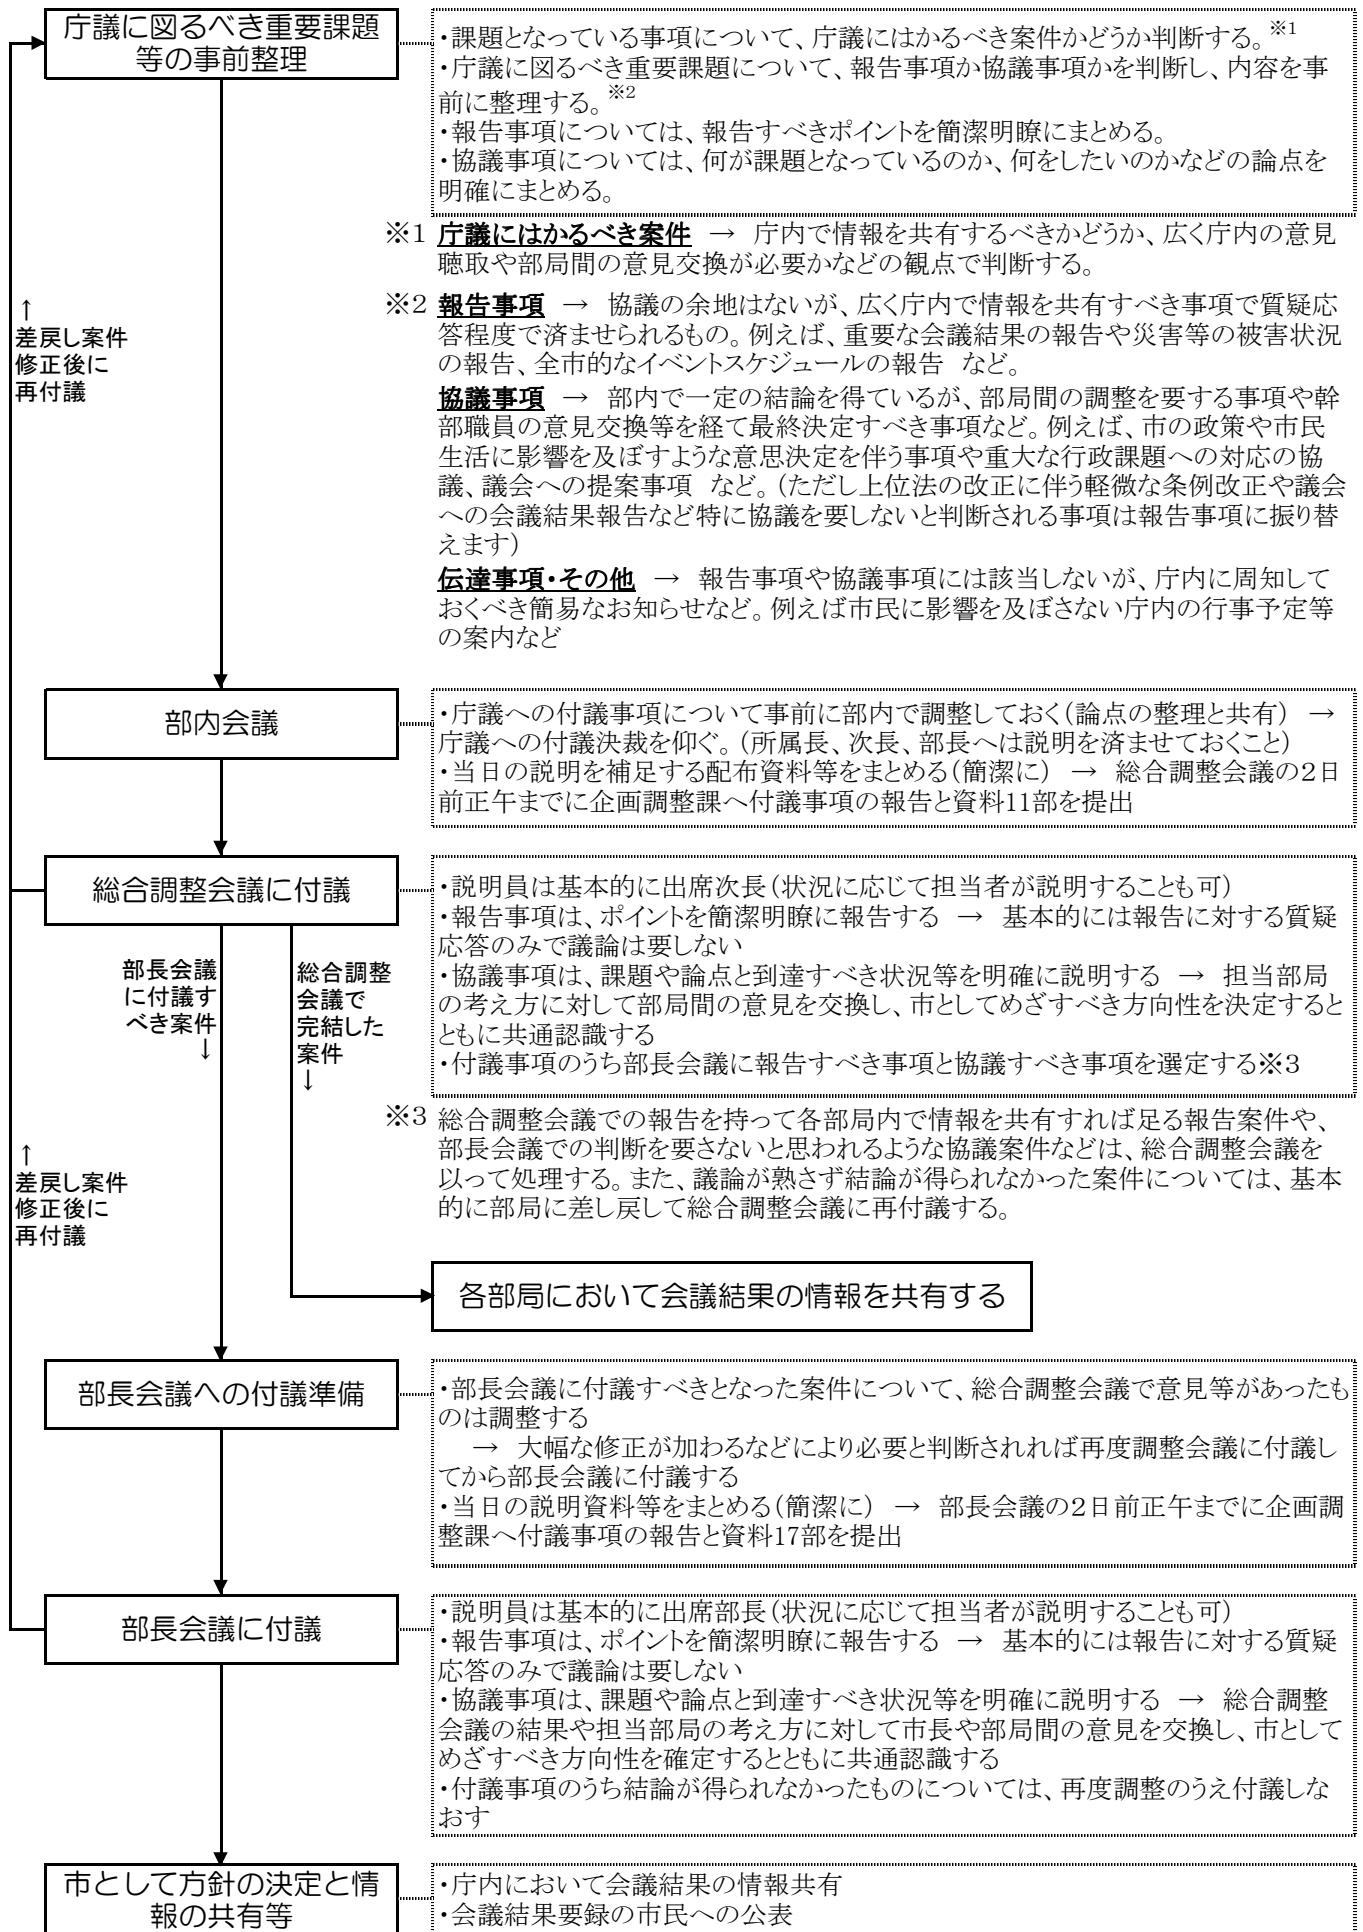 庁議に図るべき重要課題
等の事前整理
・課題となっている事項について、庁議にはかるべき案件かどうか判断する。※1
・庁議に図るべき重要課題について、報告事項か協議事項かを判断し、内容を事
前に整理する。※2
・報告事項については、報告すべきポイントを簡潔明瞭にまとめる。
・協議事項については、何が課題となっているのか、何をしたいのかなどの論点を
明確にまとめる。
※1 庁議にはかるべき案件 → 庁内で情報を共有するべきかどうか、広く庁内の意見
聴取や部局間の意見交換が必要かなどの観点で判断する。
※2 報告事項 → 協議の余地はないが、広く庁内で情報を共有すべき事項で質疑応
答程度で済ませられるもの。例えば、重要な会議結果の報告や災害等の被害状況
の報告、全市的なイベントスケジュールの報告 など。
協議事項 → 部内で一定の結論を得ているが、部局間の調整を要する事項や幹
部職員の意見交換等を経て最終決定すべき事項など。例えば、市の政策や市民
生活に影響を及ぼすような意思決定を伴う事項や重大な行政課題への対応の協
議、議会への提案事項 など。(ただし上位法の改正に伴う軽微な条例改正や議会
への会議結果報告など特に協議を要しないと判断される事項は報告事項に振り替
えます)
伝達事項・その他 → 報告事項や協議事項には該当しないが、庁内に周知して
おくべき簡易なお知らせなど。例えば市民に影響を及ぼさない庁内の行事予定等
の案内など
↑
差戻し案件
修正後に
再付議
部内会議
・庁議への付議事項について事前に部内で調整しておく(論点の整理と共有) →
庁議への付議決裁を仰ぐ。(所属長、次長、部長へは説明を済ませておくこと)
・当日の説明を補足する配布資料等をまとめる(簡潔に) → 総合調整会議の2日
前正午までに企画調整課へ付議事項の報告と資料11部を提出
総合調整会議に付議
・説明員は基本的に出席次長(状況に応じて担当者が説明することも可)
・報告事項は、ポイントを簡潔明瞭に報告する → 基本的には報告に対する質疑
応答のみで議論は要しない
・協議事項は、課題や論点と到達すべき状況等を明確に説明する → 担当部局
の考え方に対して部局間の意見を交換し、市としてめざすべき方向性を決定すると
ともに共通認識する
・付議事項のうち部長会議に報告すべき事項と協議すべき事項を選定する※3
部長会議
に付議す
べき案件
↓
総合調整
会議で
完結した
案件
↓
※3 総合調整会議での報告を持って各部局内で情報を共有すれば足る報告案件や、
部長会議での判断を要さないと思われるような協議案件などは、総合調整会議を
以って処理する。また、議論が熟さず結論が得られなかった案件については、基本
的に部局に差し戻して総合調整会議に再付議する。
↑
差戻し案件
修正後に
再付議
各部局において会議結果の情報を共有する
部長会議への付議準備
・部長会議に付議すべきとなった案件について、総合調整会議で意見等があったも
のは調整する
→ 大幅な修正が加わるなどにより必要と判断されれば再度調整会議に付議し
てから部長会議に付議する
・当日の説明資料等をまとめる(簡潔に) → 部長会議の2日前正午までに企画調
整課へ付議事項の報告と資料17部を提出
部長会議に付議
・説明員は基本的に出席部長(状況に応じて担当者が説明することも可)
・報告事項は、ポイントを簡潔明瞭に報告する → 基本的には報告に対する質疑
応答のみで議論は要しない
・協議事項は、課題や論点と到達すべき状況等を明確に説明する → 総合調整
会議の結果や担当部局の考え方に対して市長や部局間の意見を交換し、市として
めざすべき方向性を確定するとともに共通認識する
・付議事項のうち結論が得られなかったものについては、再度調整のうえ付議しな
おす
市として方針の決定と情
報の共有等
・庁内において会議結果の情報共有
・会議結果要録の市民への公表